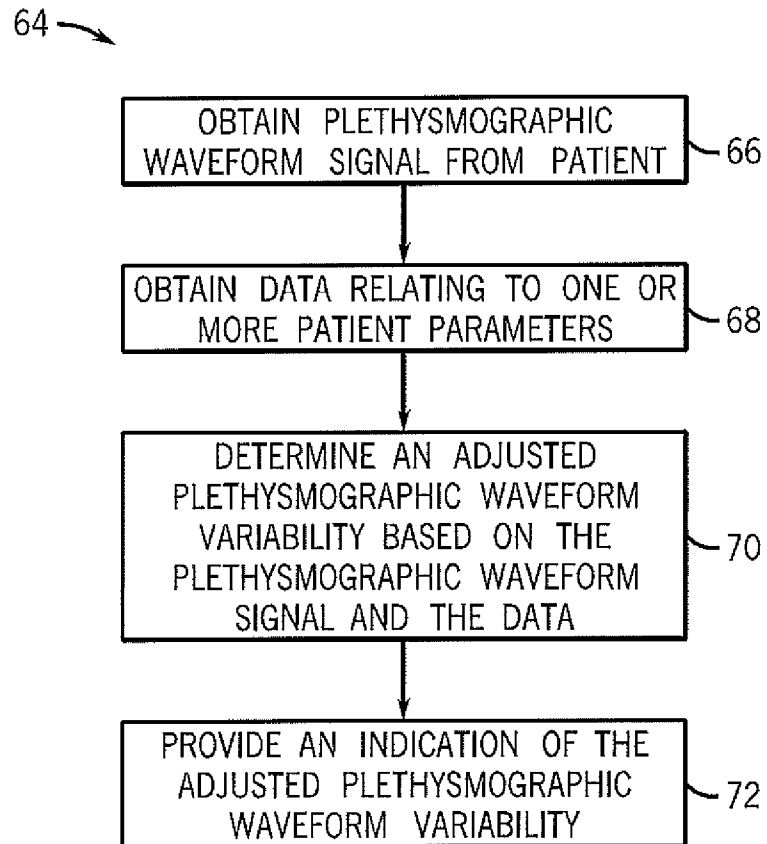 64
OBTAIN PLETHYSMOGRAPHIC
WAVEFORM SIGNAL FROM PATIENT
66
OBTAIN DATA RELATING TO ONE OR
MORE PATIENT PARAMETERS
68
DETERMINE AN ADJUSTED
PLETHYSMOGRAPHIC WAVEFORM
VARIABILITY BASED ON THE
PLETHYSMOGRAPHIC WAVEFORM
SIGNAL AND THE DATA
70
PROVIDE AN INDICATION OF THE
ADJUSTED PLETHYSMOGRAPHIC
WAVEFORM VARIABILITY
72